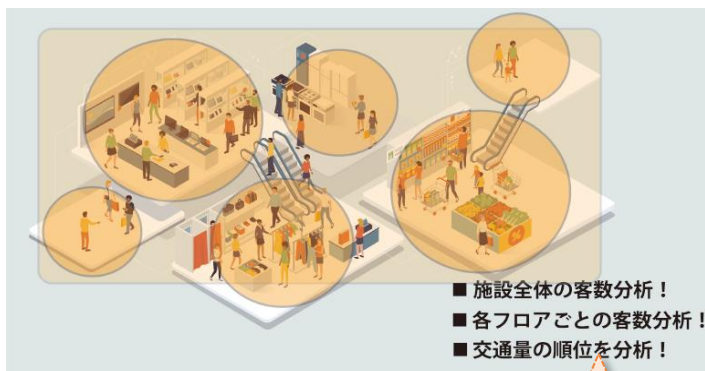 ■ 施設全体の客数分析！
■ 各フロアごとの客数分析！
■ 交通量の順位を分析！